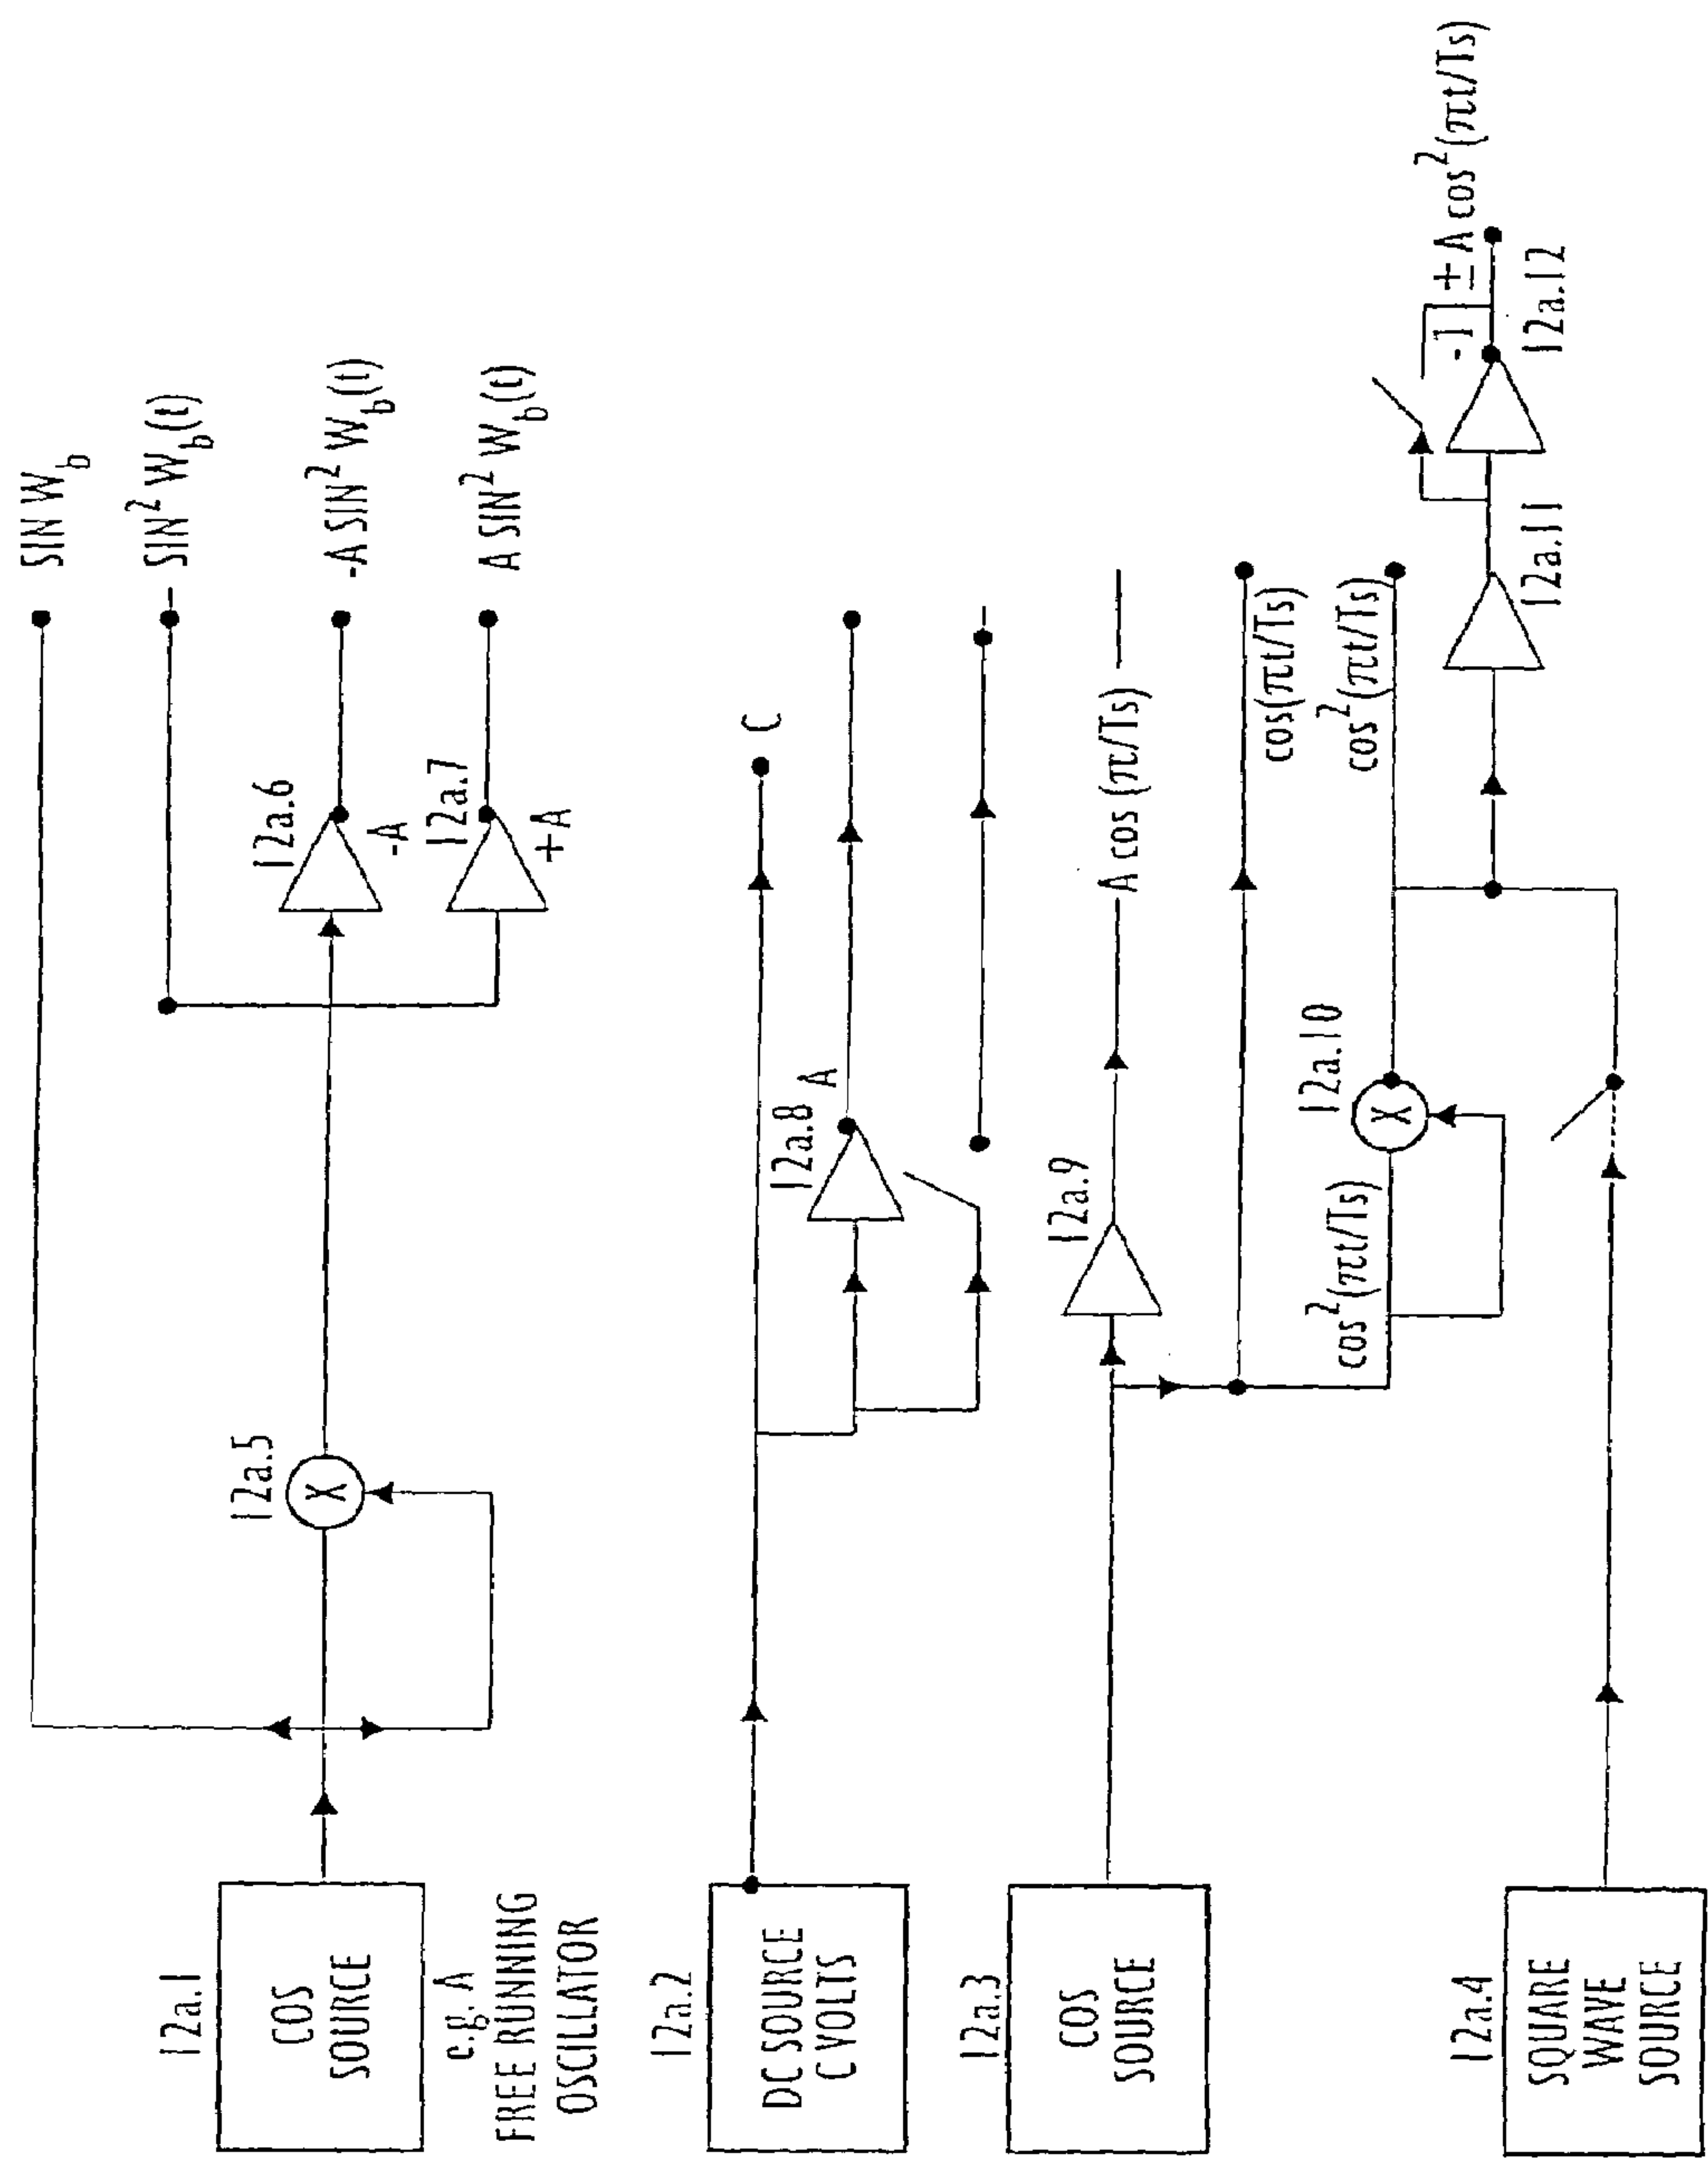 SIN W_b
SIN² W_b(t)
-A SIN² W_b(t)
A SIN² W_b(t)
12a.1
COS
SOURCE
e.g. A
FREE RUNNING
OSCILLATOR
12a.5
X
12a.6
-A
12a.7
+A
12a.2
DC SOURCE
C VOLTS
C
12a.8
A
12a.3
COS
SOURCE
12a.9
A cos (π/Ts)
cos(πt/Ts)
cos²(πt/Ts)
12a.10
X
cos²(πt/Ts)
12a.4
SQUARE
WAVE
SOURCE
12a.11
-1
± A cos²(πt/Ts)
12a.12